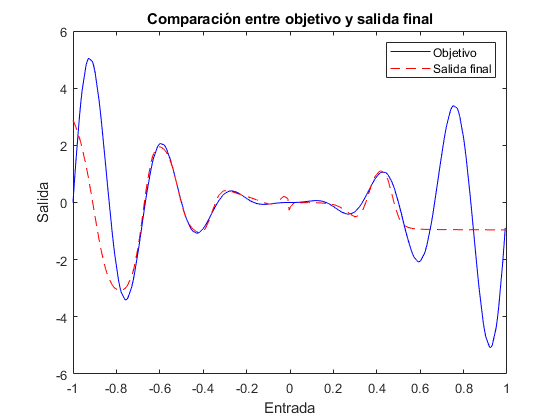 Comparación entre objetivo y salida final
6
4
2
0
-2
-4
-6
Salida
Objetivo
Salida final
-1 -0.8 -0.6 -0.4 -0.2 0 0.2 0.4 0.6 0.8 1
Entrada